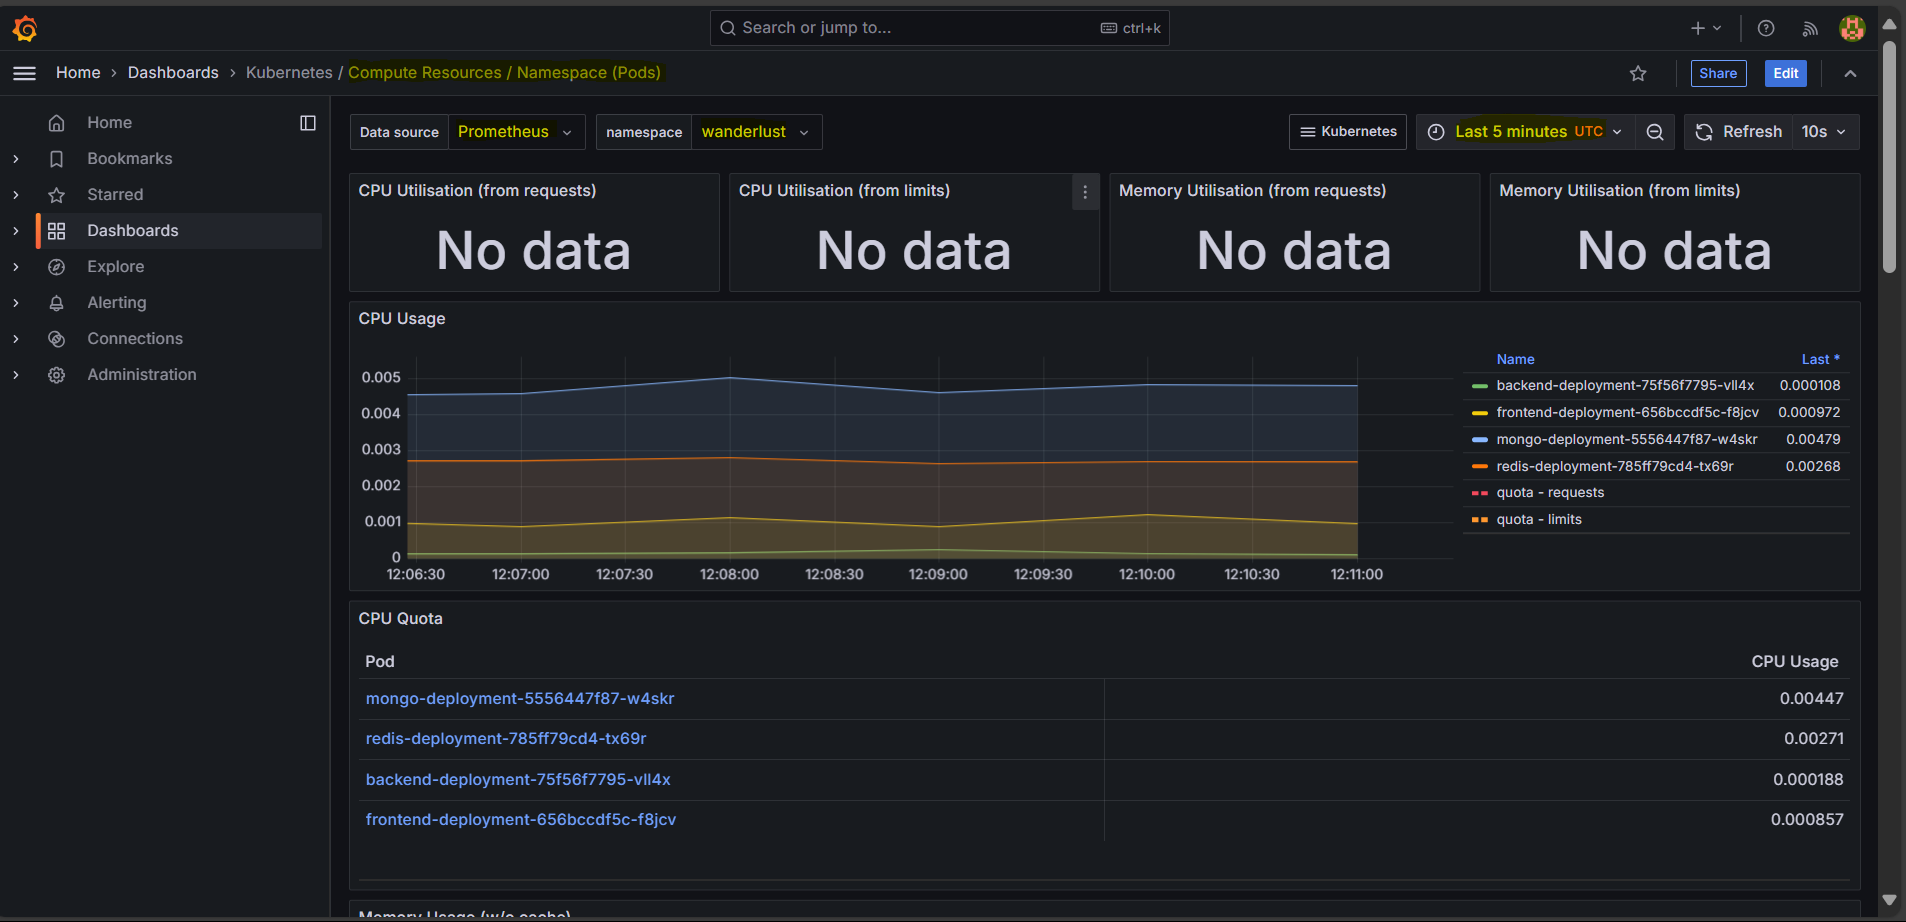 Search or jump to...
ctrl+k
Home › Dashboards › Kubernetes / Compute Resources / Namespace (Pods)
Share
Edit
Home
Bookmarks
Starred
Dashboards
Explore
Alerting
Connections
Administration
Data source Prometheus
namespace wanderlust
Kubernetes
Last 5 minutes UTC
Refresh 10s
CPU Utilisation (from requests)
No data
CPU Utilisation (from limits)
No data
Memory Utilisation (from requests)
No data
Memory Utilisation (from limits)
No data
CPU Usage
0.005
0.004
0.003
0.002
0.001
0
12:06:30 12:07:00 12:07:30 12:08:00 12:08:30 12:09:00 12:09:30 12:10:00 12:10:30 12:11:00
Name Last *
backend-deployment-75f56f7795-vll4x 0.000108
frontend-deployment-656bccdf5c-f8jcv 0.000972
mongo-deployment-5556447f87-w4skr 0.00479
redis-deployment-785ff79cd4-tx69r 0.00268
quota - requests
quota - limits
CPU Quota
Pod CPU Usage
mongo-deployment-5556447f87-w4skr 0.00447
redis-deployment-785ff79cd4-tx69r 0.00271
backend-deployment-75f56f7795-vll4x 0.000188
frontend-deployment-656bccdf5c-f8jcv 0.000857
Memory Usage (w/o cache)